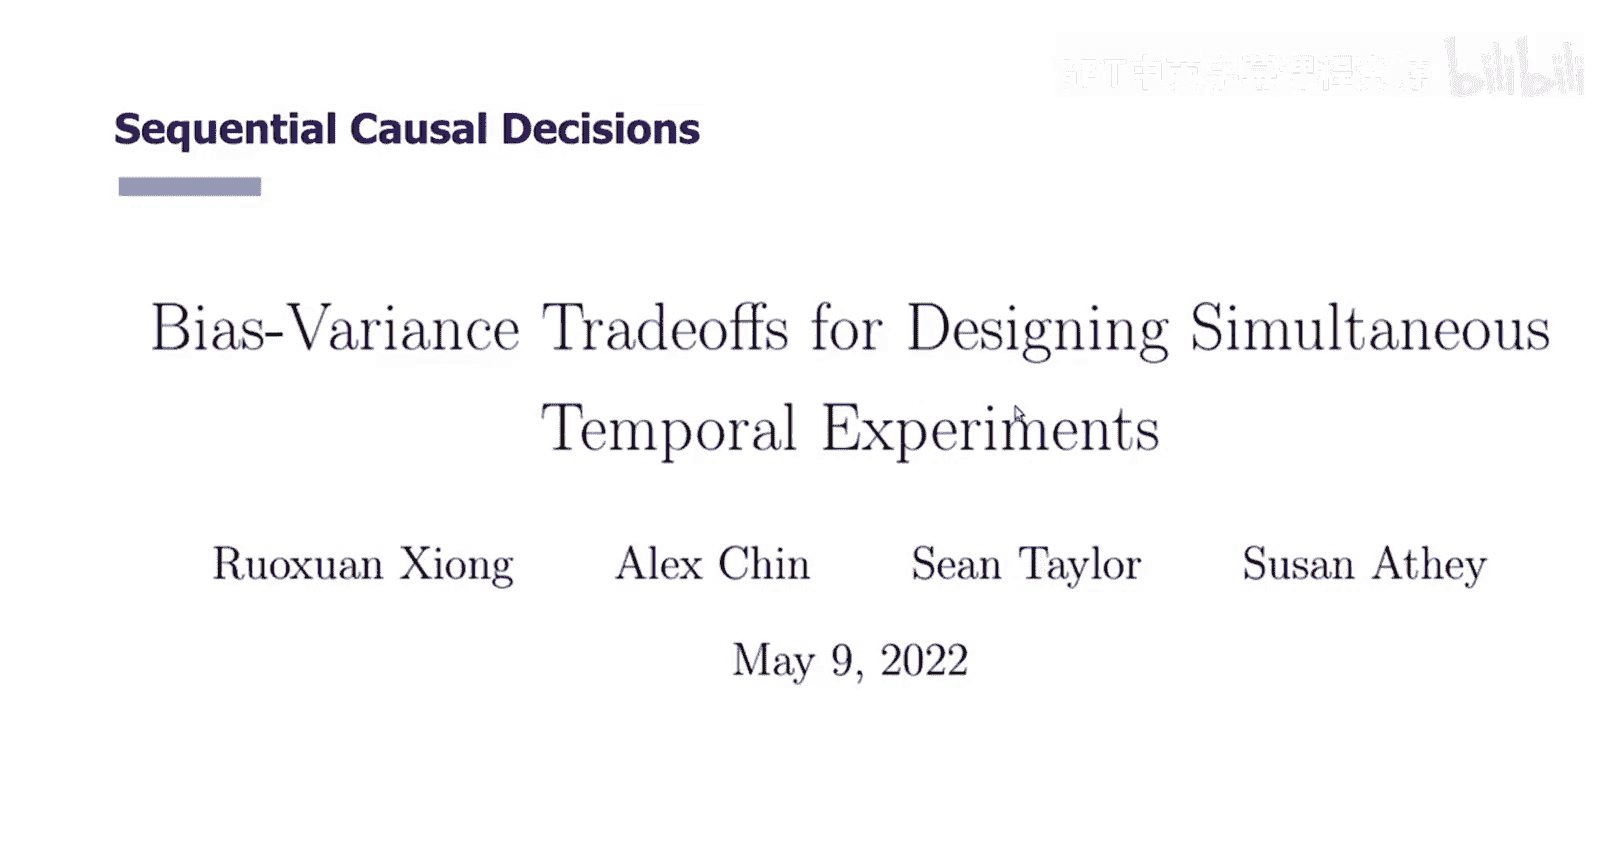 bilibili
Sequential Causal Decisions
Bias-Variance Tradeoffs for Designing Simultaneous
Temporal Experiments
Ruoxuan Xiong Alex Chin Sean Taylor Susan Athey
May 9, 2022